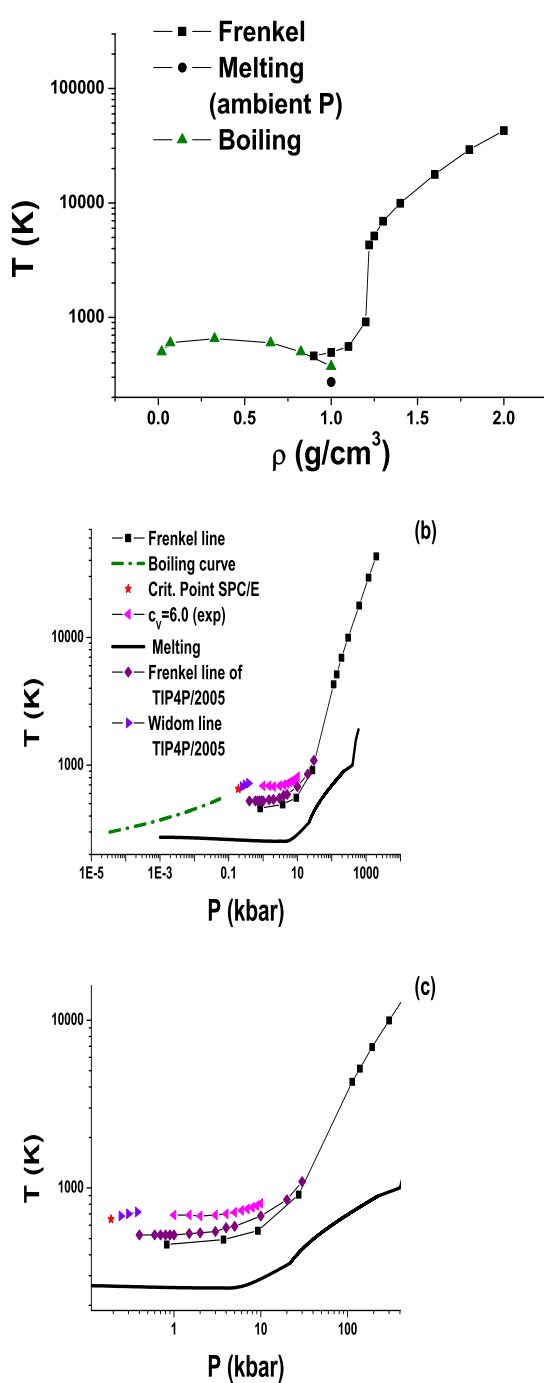 Frenkel
Melting
(ambient P)
Boiling
100000
10000
1000
T (K)
0.0 0.5 1.0 1.5 2.0
ρ (g/cm³)
(b)
Frenkel line
Boiling curve
Crit. Point SPC/E
cᵥ=6.0 (exp)
Melting
Frenkel line of
TIP4P/2005
Widom line
TIP4P/2005
10000
1000
T (K)
1E-5 1E-3 0.1 10 1000
P (kbar)
(c)
10000
1000
T (K)
1 10 100
P (kbar)